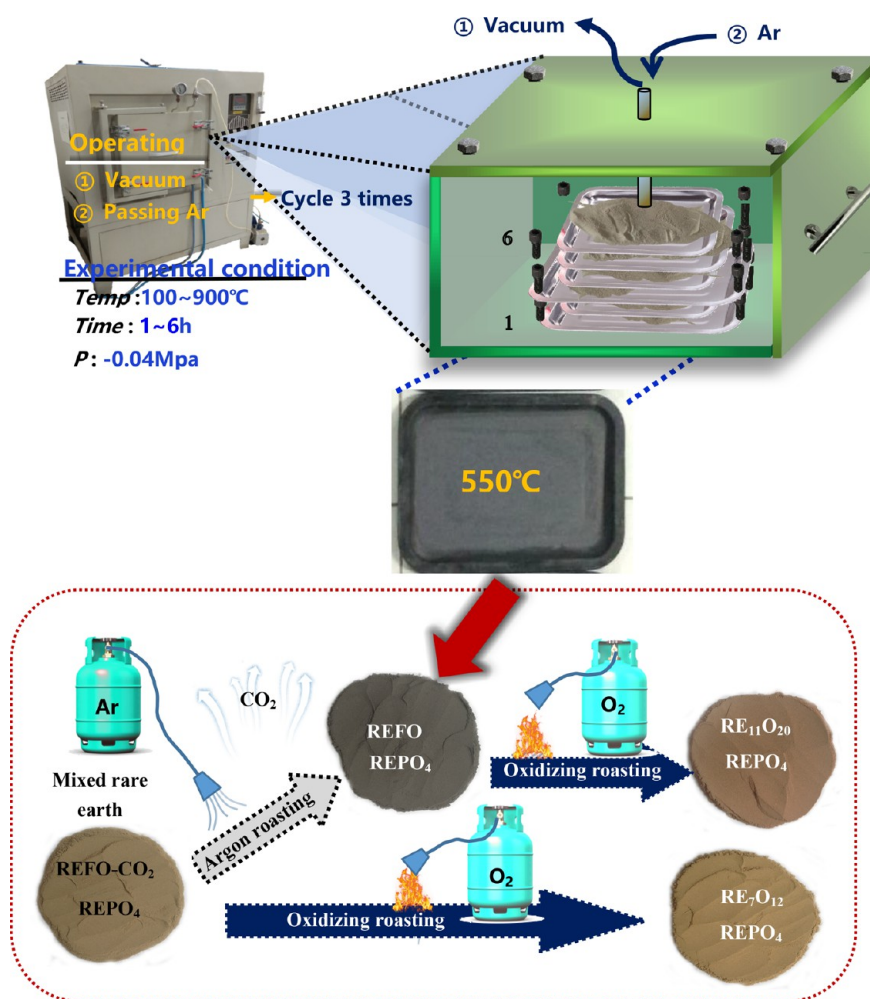 ① Vacuum
② Ar
Operating
① Vacuum
② Passing Ar
Cycle 3 times
Experimental condition
Temp :100~900℃
Time : 1~6h
P : -0.04Mpa
6
1
550℃
Ar
CO₂
O₂
REFO
REPO₄
RE₁₁O₂₀
REPO₄
Oxidizing roasting
Mixed rare
earth
Argon roasting
REFO-CO₂
REPO₄
O₂
Oxidizing roasting
RE₇O₁₂
REPO₄